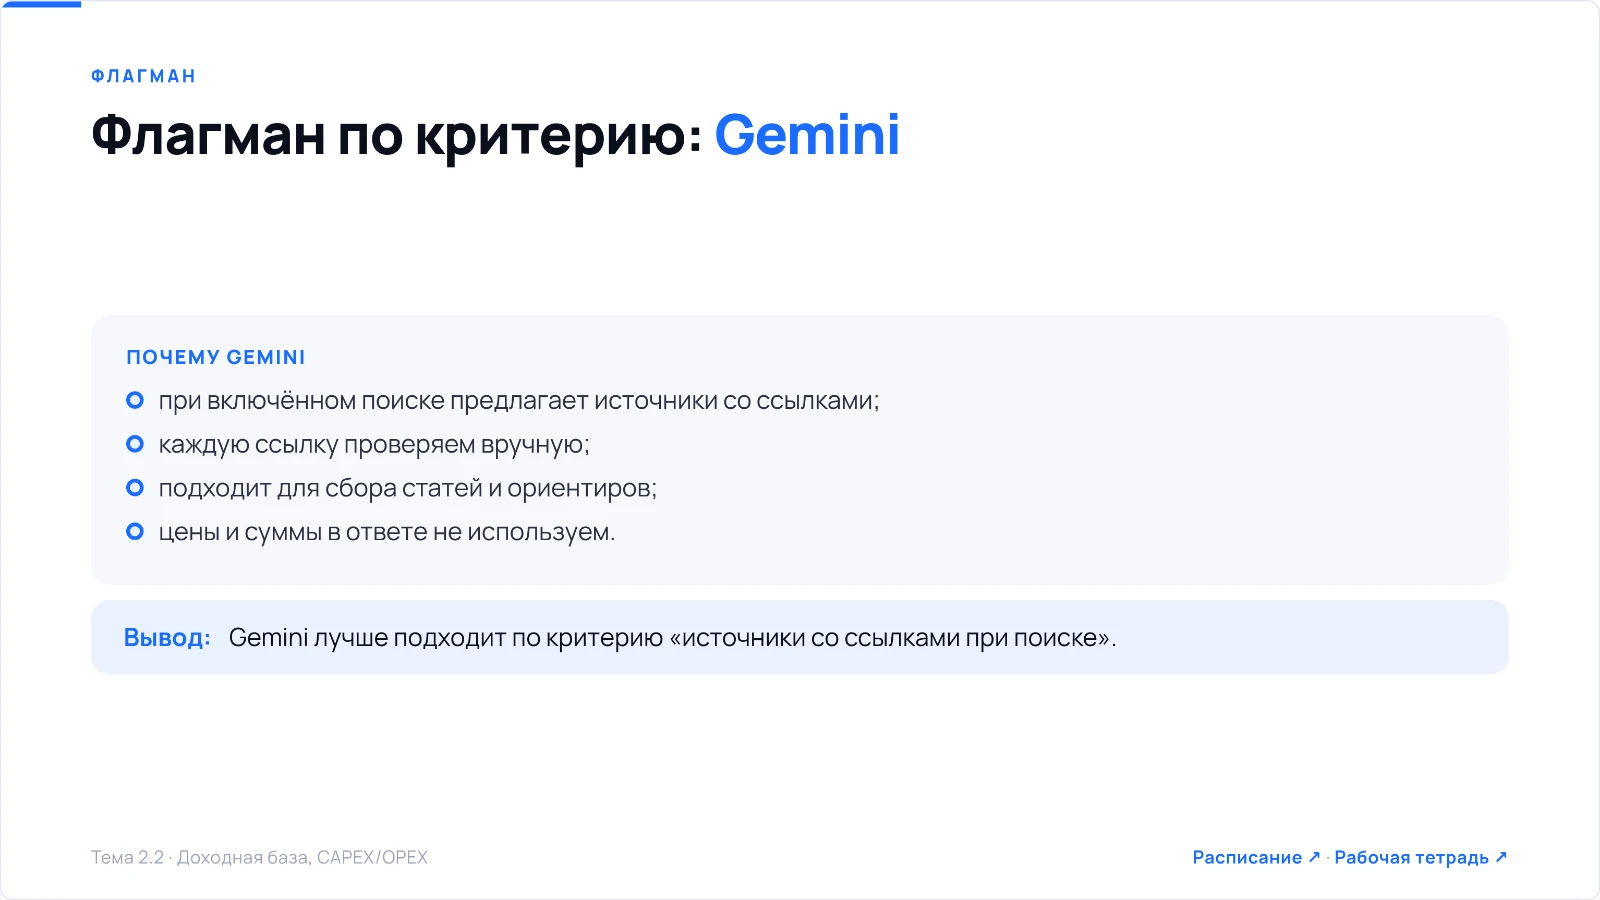 ФЛАГМАН
Флагман по критерию: Gemini
ПОЧЕМУ GEMINI
при включённом поиске предлагает источники со ссылками;
каждую ссылку проверяем вручную;
подходит для сбора статей и ориентиров;
цены и суммы в ответе не используем.
Вывод: Gemini лучше подходит по критерию «источники со ссылками при поиске».
Тема 2.2 · Доходная база, CAPEX/OPEX
Расписание ↗ · Рабочая тетрадь ↗